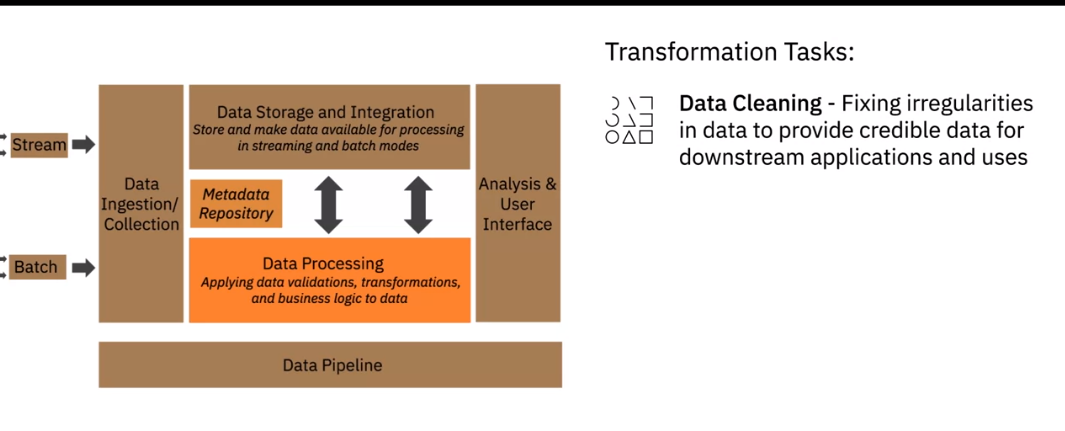 Transformation Tasks:
Data Cleaning - Fixing irregularities
in data to provide credible data for
downstream applications and uses
Stream
Batch
Data
Ingestion/
Collection
Data Storage and Integration
Store and make data available for processing
in streaming and batch modes
Metadata
Repository
Data Processing
Applying data validations, transformations,
and business logic to data
Analysis &
User
Interface
Data Pipeline